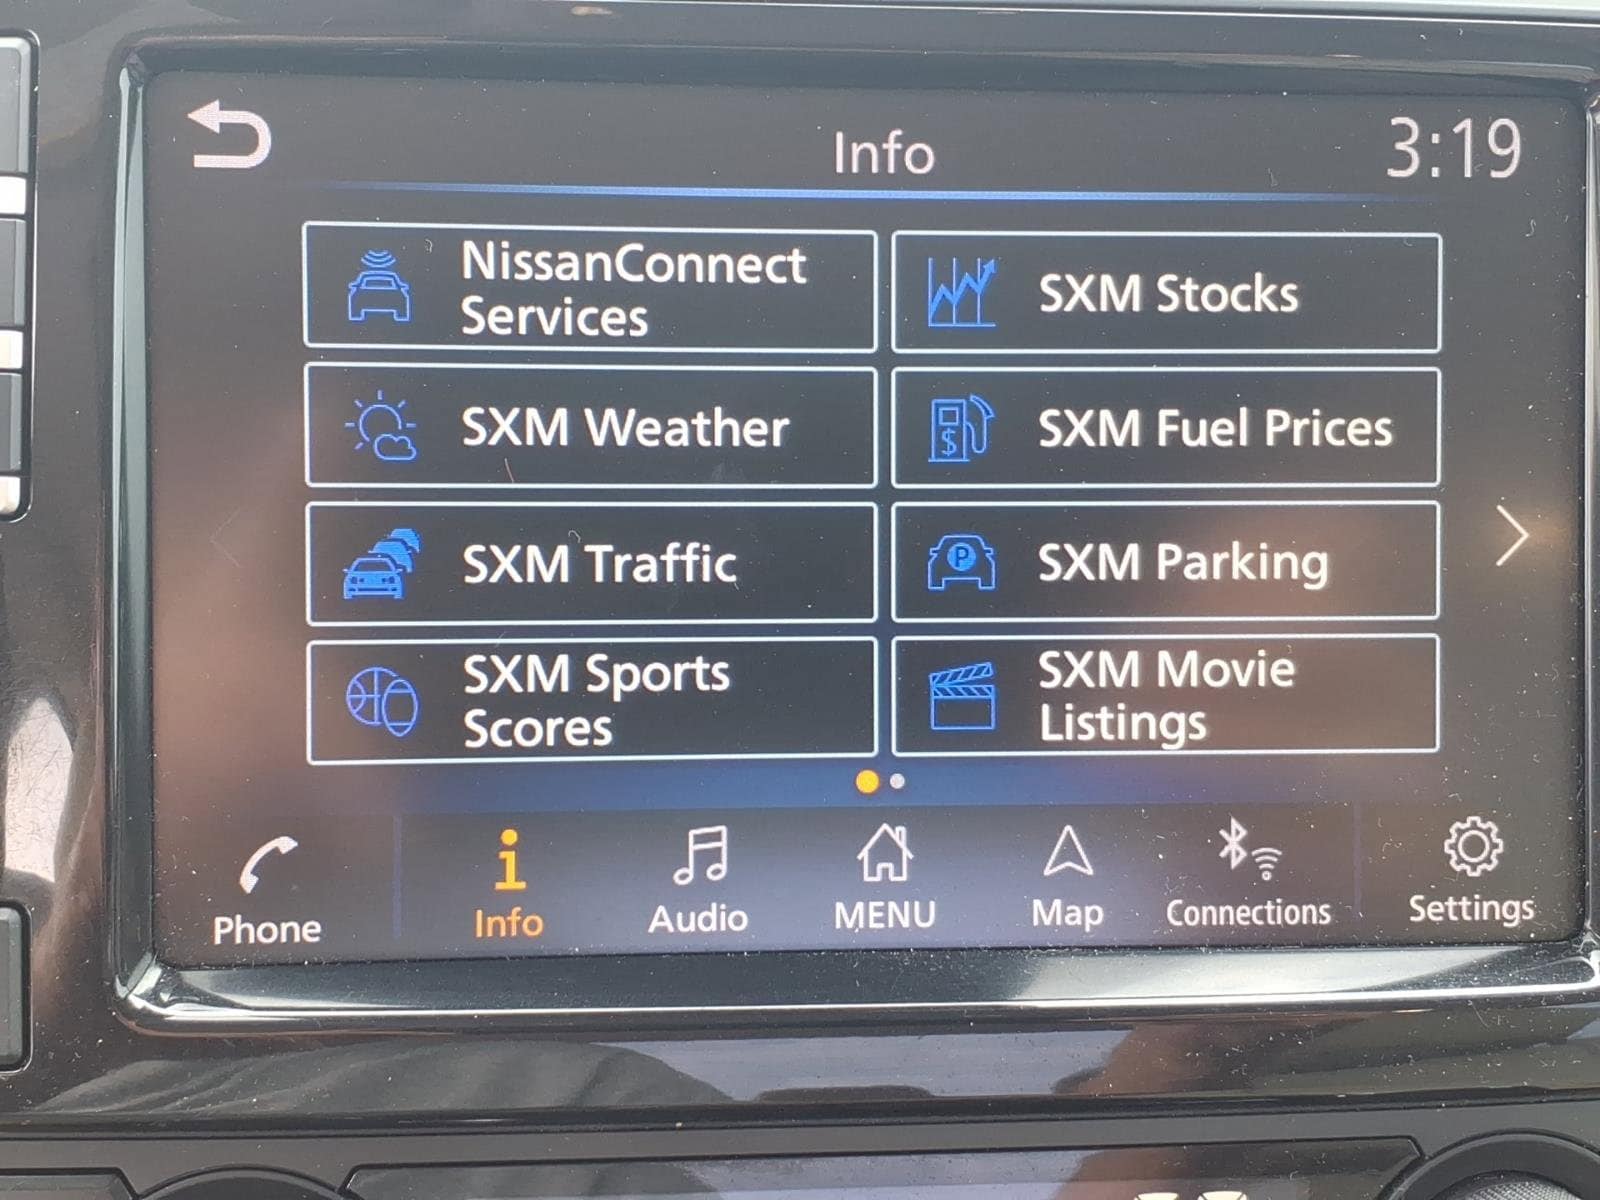 Info
3:19
NissanConnect
Services
SXM Stocks
SXM Weather
SXM Fuel Prices
SXM Traffic
P
SXM Parking
SXM Sports
Scores
SXM Movie
Listings
Phone
Info
Audio
MENU
Map
Connections
Settings